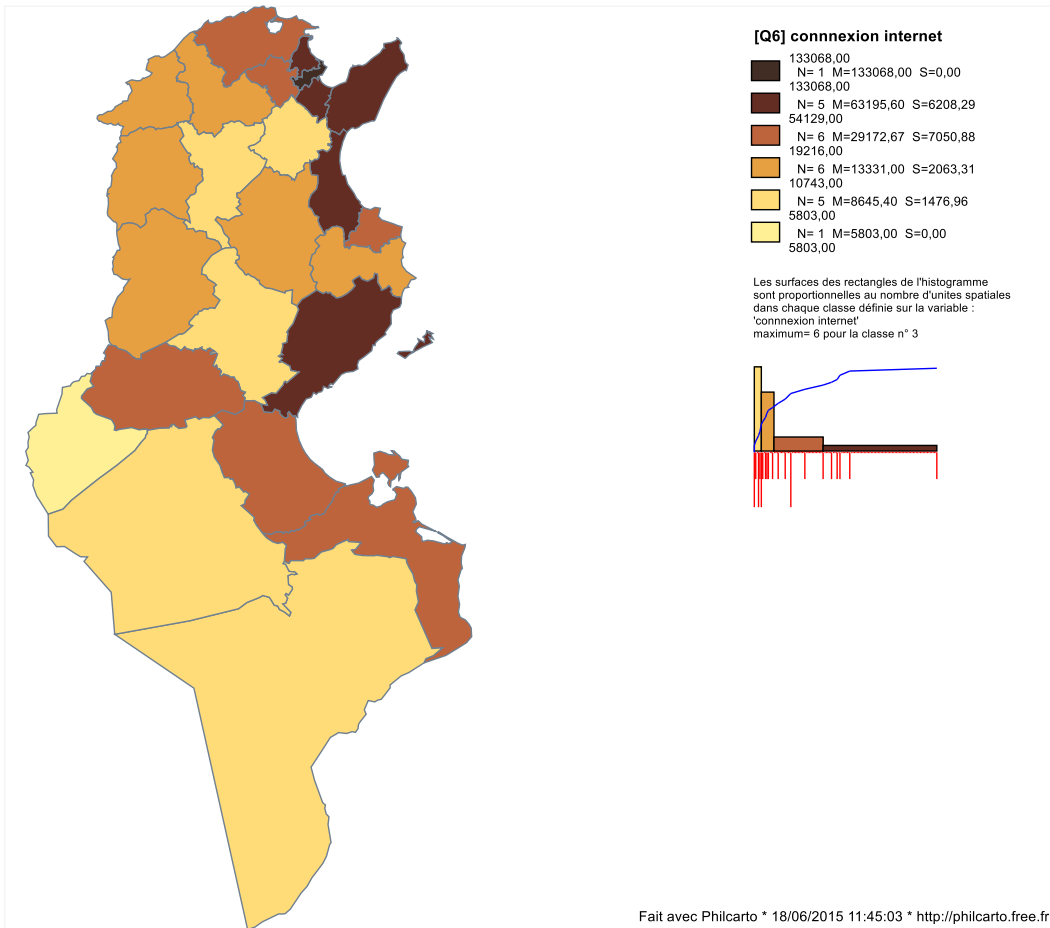 [Q6] connnexion internet
133068,00
N= 1 M=133068,00 S=0,00
133068,00
N= 5 M=63195,60 S=6208,29
54129,00
N= 6 M=29172,67 S=7050,88
19216,00
N= 6 M=13331,00 S=2063,31
10743,00
N= 5 M=8645,40 S=1476,96
5803,00
N= 1 M=5803,00 S=0,00
5803,00
Les surfaces des rectangles de l'histogramme
sont proportionnelles au nombre d'unites spatiales
dans chaque classe définie sur la variable :
'connnexion internet'
maximum= 6 pour la classe n° 3
Fait avec Philcarto * 18/06/2015 11:45:03 * http://philcarto.free.fr